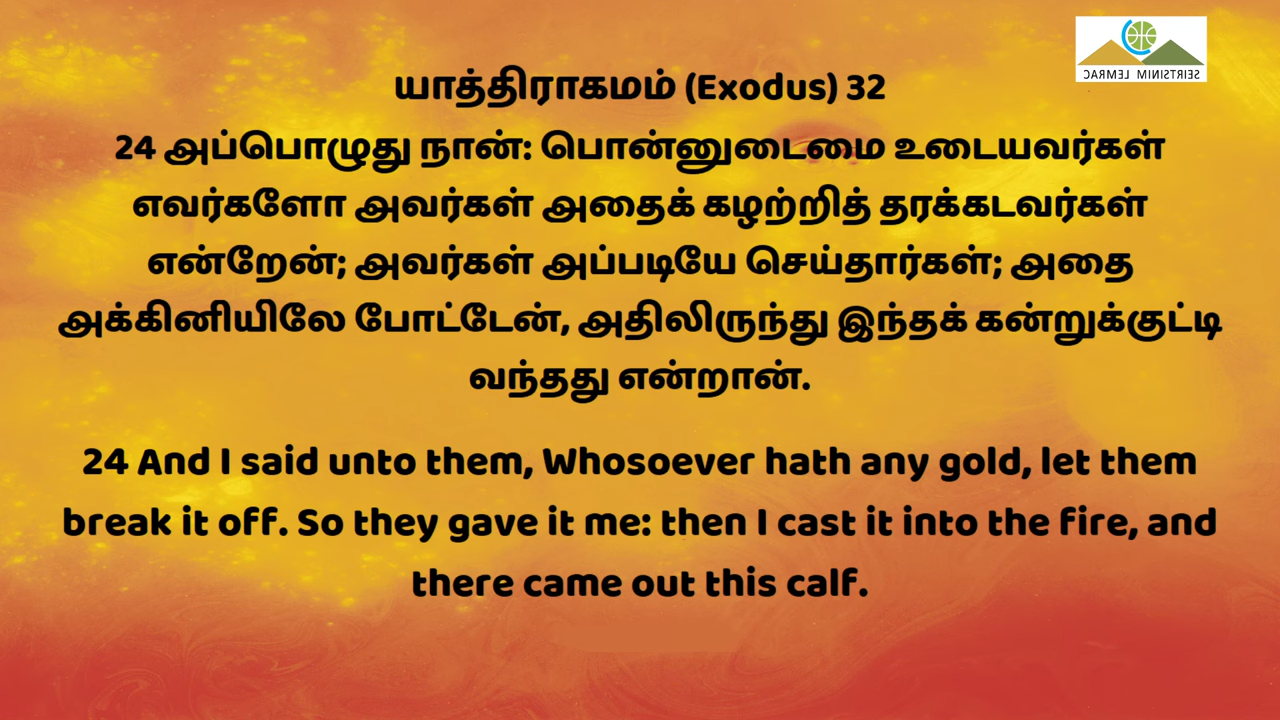 CARMEL MINISTSIRIES
யாத்திராகமம் (Exodus) 32
24 அப்பொழுது நான்: பொன்னுடைமை உடையவர்கள்
எவர்களோ அவர்கள் அதைக் கழற்றித் தரக்கடவர்கள்
என்றேன்; அவர்கள் அப்படியே செய்தார்கள்; அதை
அக்கினியிலே போட்டேன், அதிலிருந்து இந்தக் கன்றுக்குட்டி
வந்தது என்றான்.
24 And I said unto them, Whosoever hath any gold, let them
break it off. So they gave it me: then I cast it into the fire, and
there came out this calf.